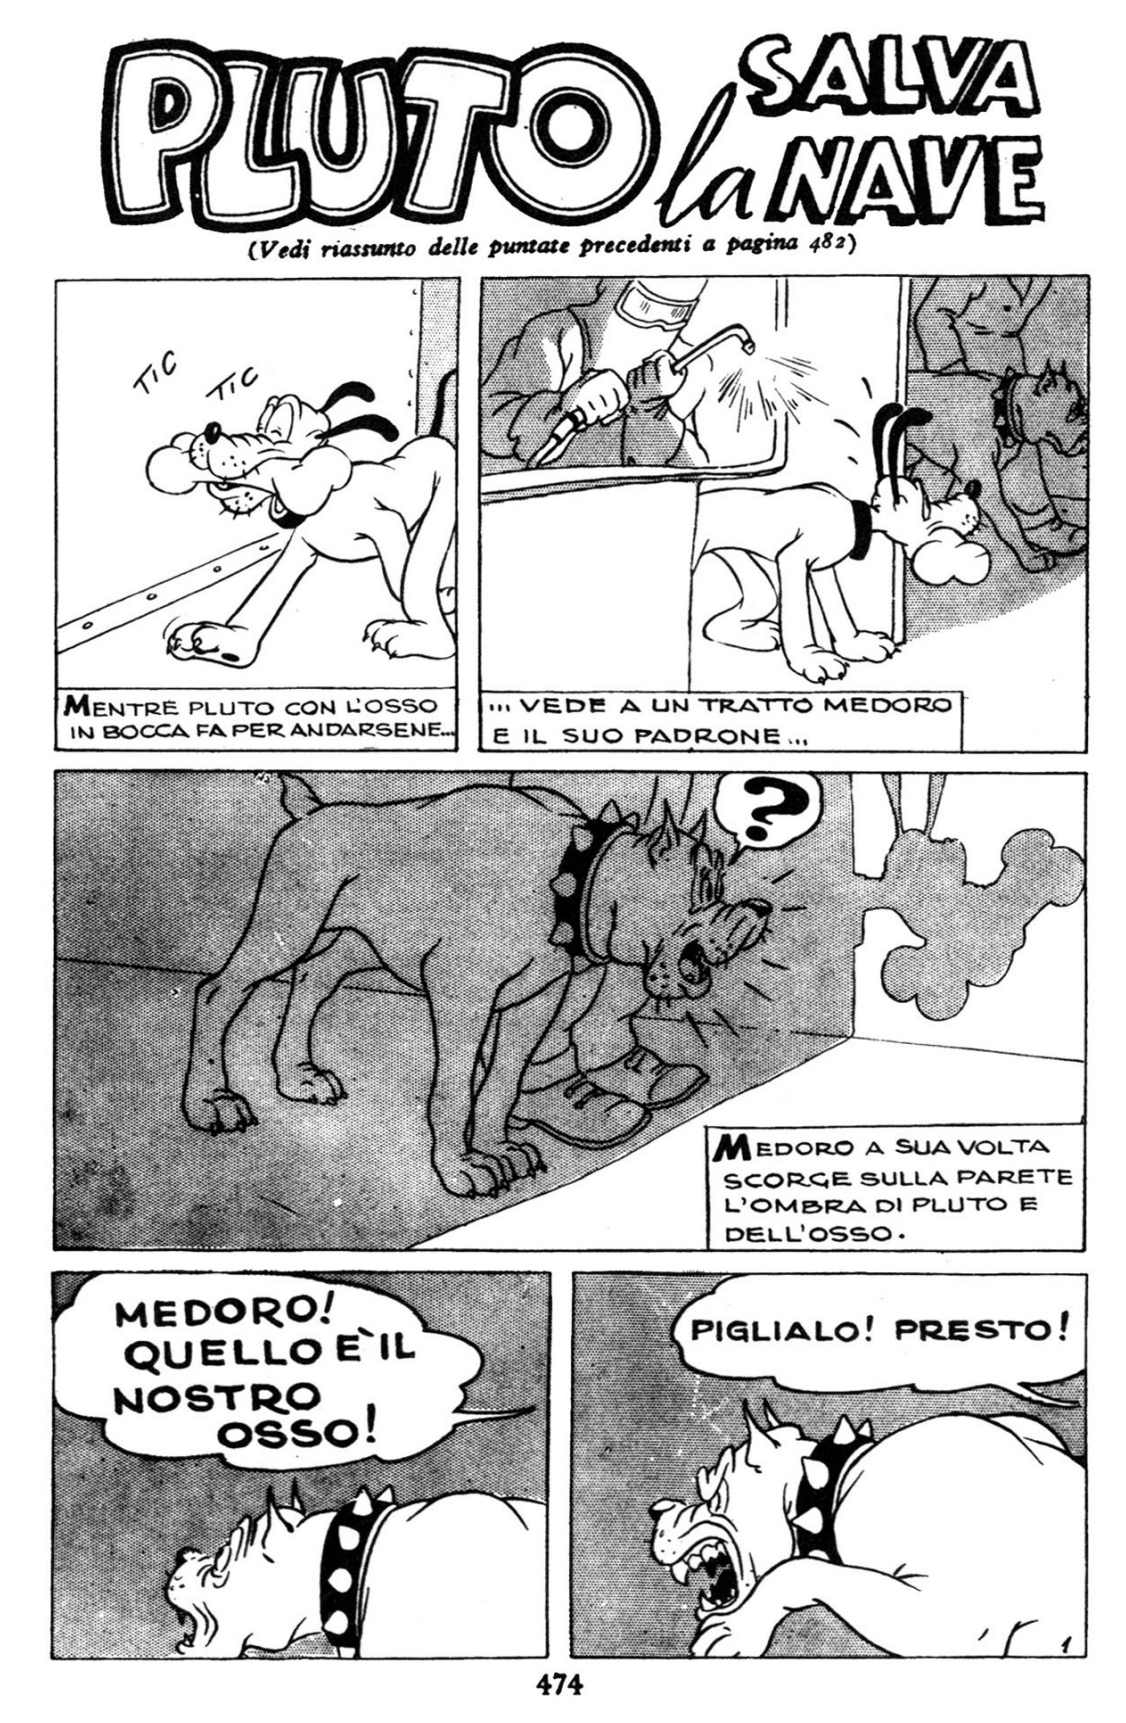 PLUTO la SALVA NAVE
(Vedi riassunto delle puntate precedenti a pagina 482)
TIC
TIC
MENTRE PLUTO CON L'OSSO
IN BOCCA FA PER ANDARSENE...
... VEDE A UN TRATTO MEDORO
E IL SUO PADRONE...
?
MEDORO A SUA VOLTA
SCORGE SULLA PARETE
L'OMBRA DI PLUTO E
DELL'OSSO.
MEDORO!
QUELLO E' IL
NOSTRO
OSSO!
PIGLIALO! PRESTO!
1
474